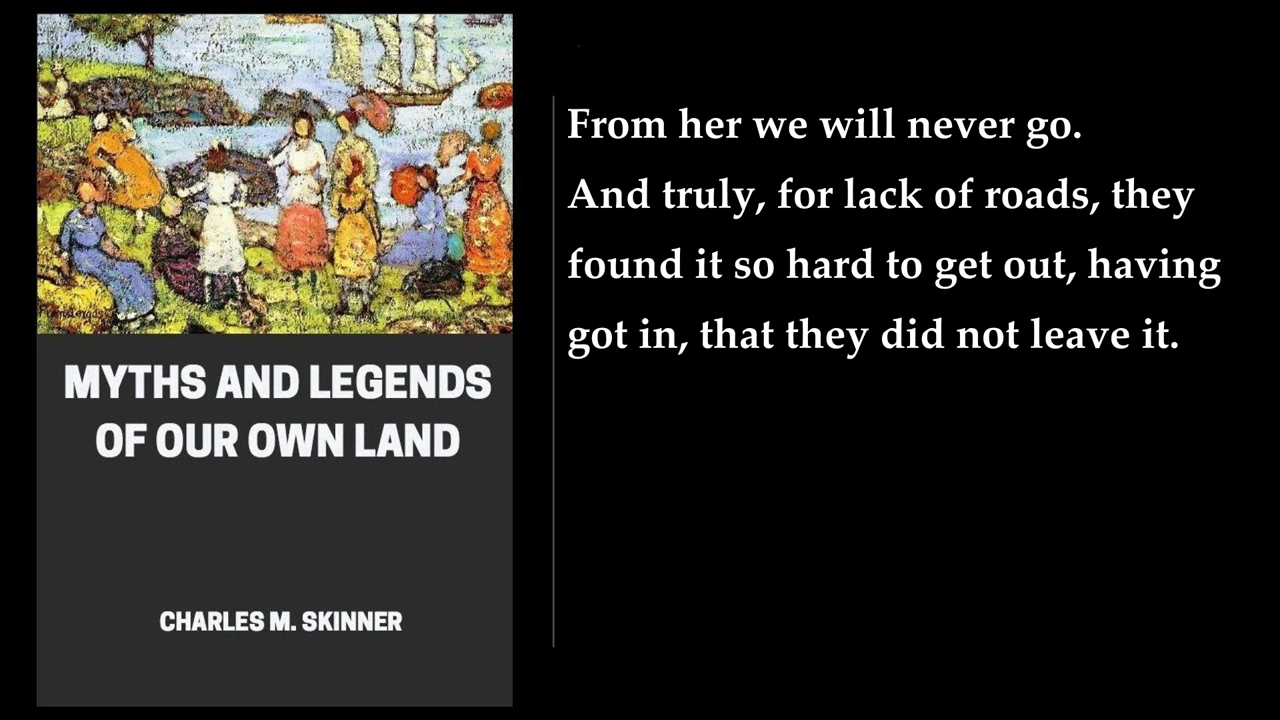 MYTHS AND LEGENDS
OF OUR OWN LAND
CHARLES M. SKINNER
From her we will never go.
And truly, for lack of roads, they
found it so hard to get out, having
got in, that they did not leave it.